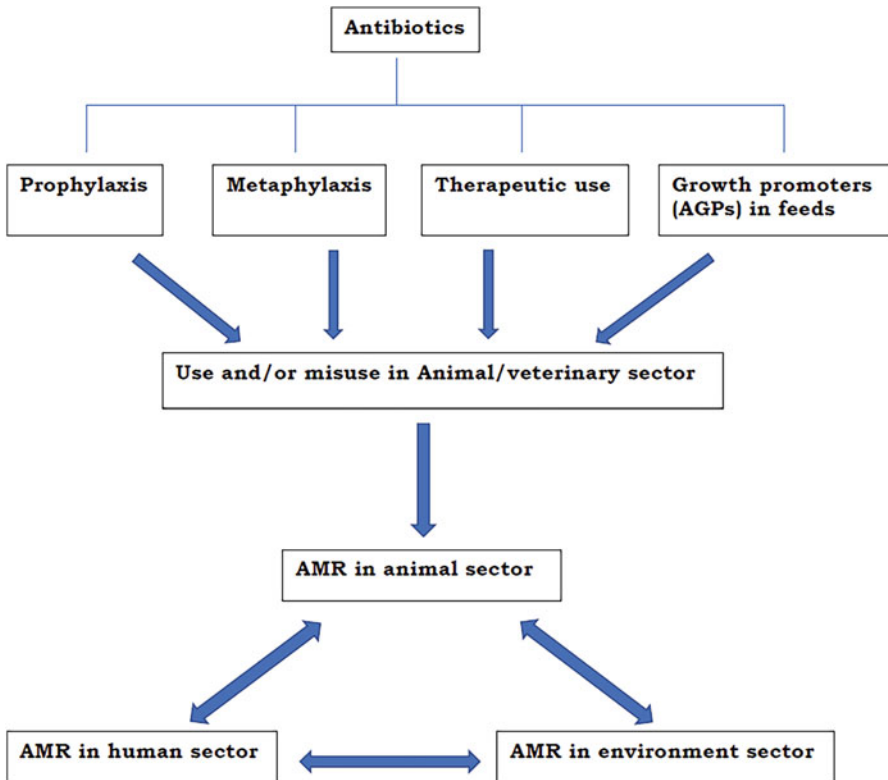 Antibiotics
Prophylaxis
Metaphylaxis
Therapeutic use
Growth promoters
(AGPs) in feeds
Use and/or misuse in Animal/veterinary sector
AMR in animal sector
AMR in human sector
AMR in environment sector